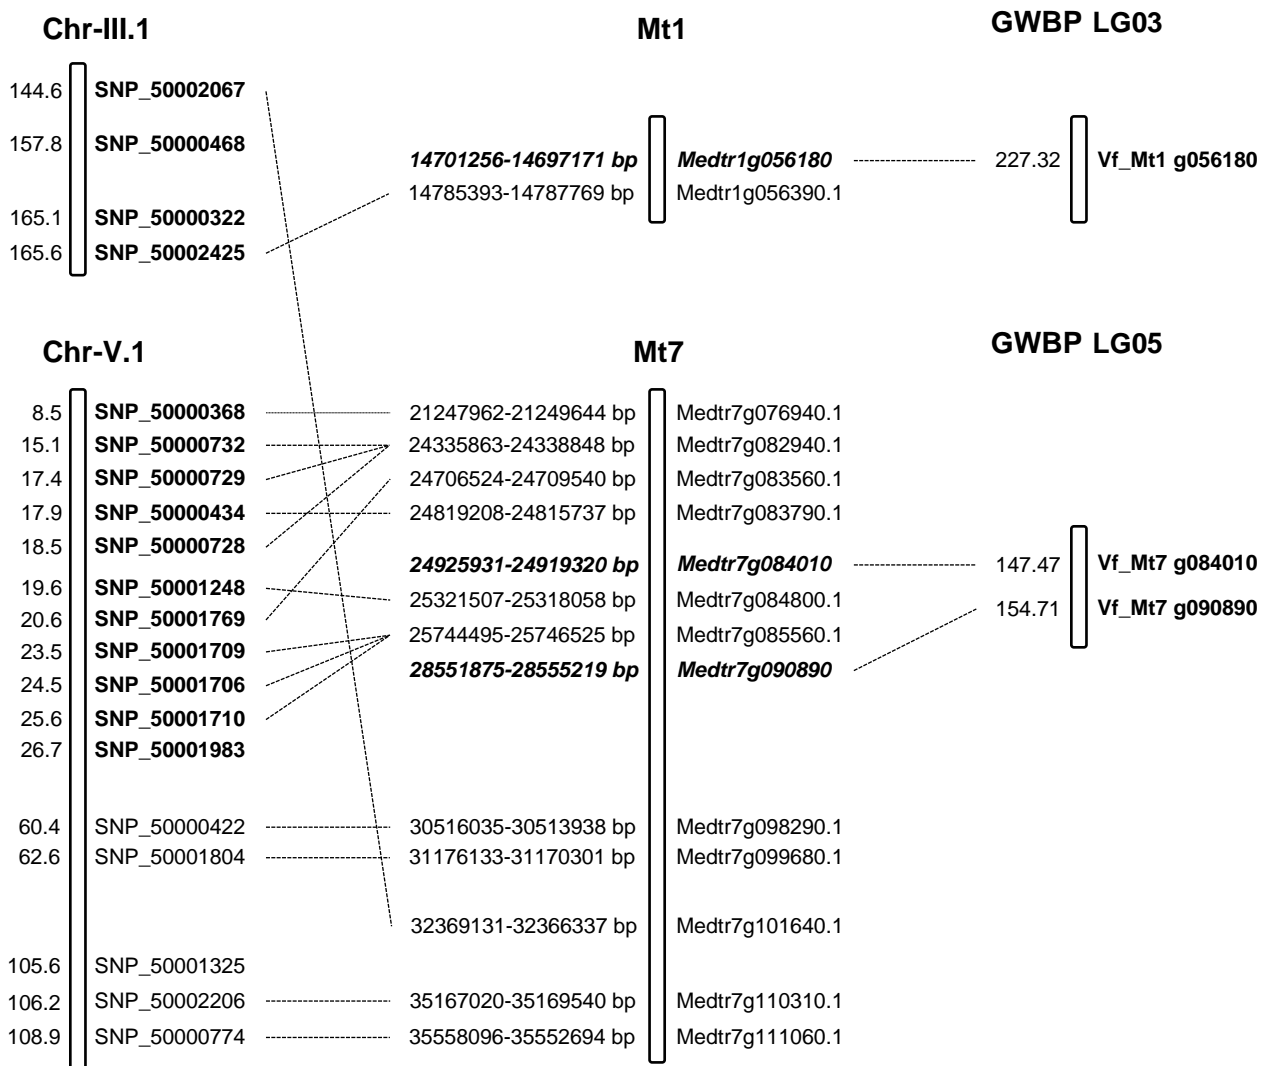 Chr-III.1 Mt1 GWBP LG03
144.6 SNP_50002067
157.8 SNP_50000468
14701256-14697171 bp Medtr1g056180 227.32 Vf_Mt1 g056180
14785393-14787769 bp Medtr1g056390.1
165.1 SNP_50000322
165.6 SNP_50002425
Chr-V.1 Mt7 GWBP LG05
8.5 SNP_50000368 21247962-21249644 bp Medtr7g076940.1
15.1 SNP_50000732 24335863-24338848 bp Medtr7g082940.1
17.4 SNP_50000729 24706524-24709540 bp Medtr7g083560.1
17.9 SNP_50000434 24819208-24815737 bp Medtr7g083790.1
18.5 SNP_50000728
24925931-24919320 bp Medtr7g084010 147.47 Vf_Mt7 g084010
19.6 SNP_50001248 25321507-25318058 bp Medtr7g084800.1
154.71 Vf_Mt7 g090890
20.6 SNP_50001769
25744495-25746525 bp Medtr7g085560.1
23.5 SNP_50001709
28551875-28555219 bp Medtr7g090890
24.5 SNP_50001706
25.6 SNP_50001710
26.7 SNP_50001983
60.4 SNP_50000422 30516035-30513938 bp Medtr7g098290.1
62.6 SNP_50001804 31176133-31170301 bp Medtr7g099680.1
32369131-32366337 bp Medtr7g101640.1
105.6 SNP_50001325
106.2 SNP_50002206 35167020-35169540 bp Medtr7g110310.1
108.9 SNP_50000774 35558096-35552694 bp Medtr7g111060.1